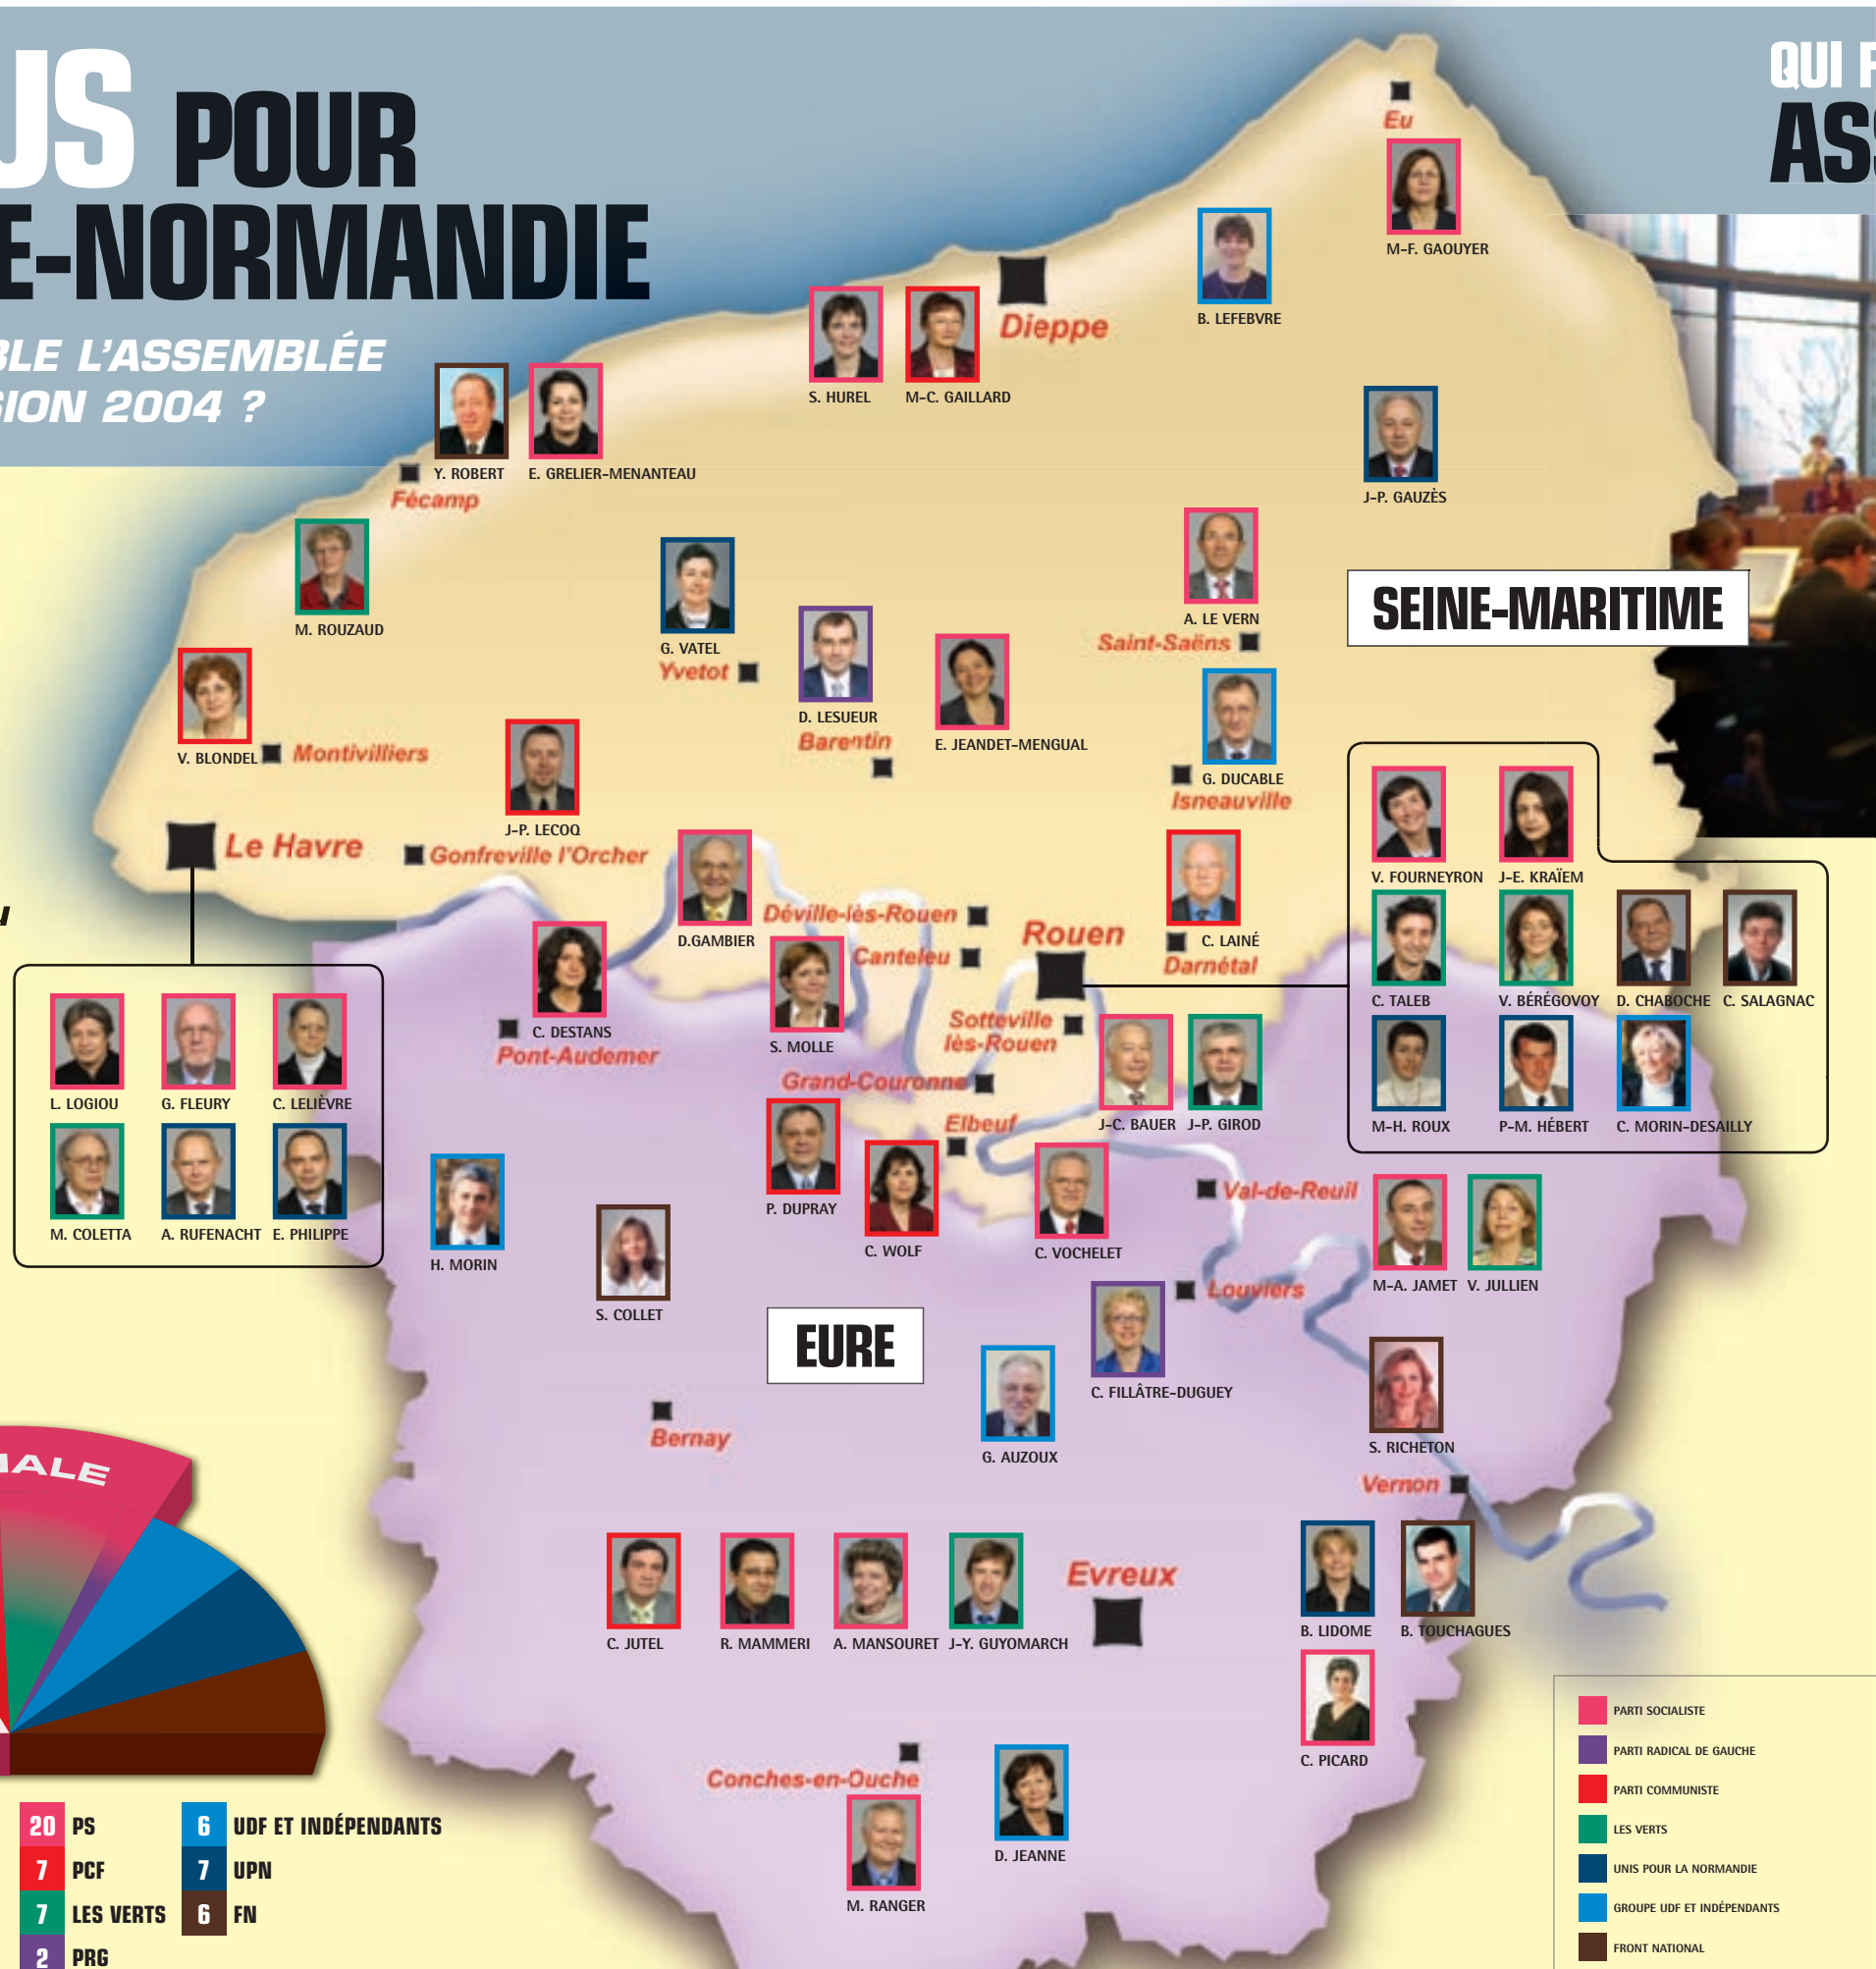 US POUR
E-NORMANDIE
BLE L'ASSEMBLÉE
SION 2004 ?
QUI
ASS
Eu
M-F. GAOUYER
B. LEFEBVRE
Dieppe
S. HUREL
M-C. GAILLARD
Y. ROBERT
E. GRELIER-MENANTEAU
Fécamp
J-P. GAUZÈS
M. ROUZAUD
G. VATEL
Yvetot
A. LE VERN
Saint-Saëns
SEINE-MARITIME
D. LESUEUR
Barentin
E. JEANDET-MENGUAL
V. BLONDEL
Montivilliers
G. DUCABLE
Isneauville
J-P. LECOQ
Le Havre
Gonfreville l'Orcher
V. FOURNEYRON
J-E. KRAÏEM
D.GAMBIER
Déville-lès-Rouen
Rouen
C. LAINÉ
Darnétal
Canteleu
C. TALEB
V. BÉRÉGOVOY
D. CHABOCHE
C. SALAGNAC
C. DESTANS
Pont-Audemer
S. MOLLE
Sotteville
lès-Rouen
Grand-Couronne
L. LOGIOU
G. FLEURY
C. LELIÈVRE
J-C. BAUER
J-P. GIROD
M-H. ROUX
P-M. HÉBERT
C. MORIN-DESAILLY
Elbeuf
M. COLETTA
A. RUFENACHT
E. PHILIPPE
H. MORIN
P. DUPRAY
C. WOLF
C. VOCHELET
Val-de-Reuil
M-A. JAMET
V. JULLIEN
S. COLLET
Louviers
EURE
C. FILLÂTRE-DUGUEY
Bernay
G. AUZOUX
S. RICHETON
Vernon
IALE
C. JUTEL
R. MAMMERI
A. MANSOURET
J-Y. GUYOMARCH
Evreux
B. LIDOME
B. TOUCHAGUES
C. PICARD
Conches-en-Ouche
M. RANGER
D. JEANNE
20 PS
7 PCF
7 LES VERTS
2 PRG
6 UDF ET INDÉPENDANTS
7 UPN
6 FN
PARTI SOCIALISTE
PARTI RADICAL DE GAUCHE
PARTI COMMUNISTE
LES VERTS
UNIS POUR LA NORMANDIE
GROUPE UDF ET INDÉPENDANTS
FRONT NATIONAL